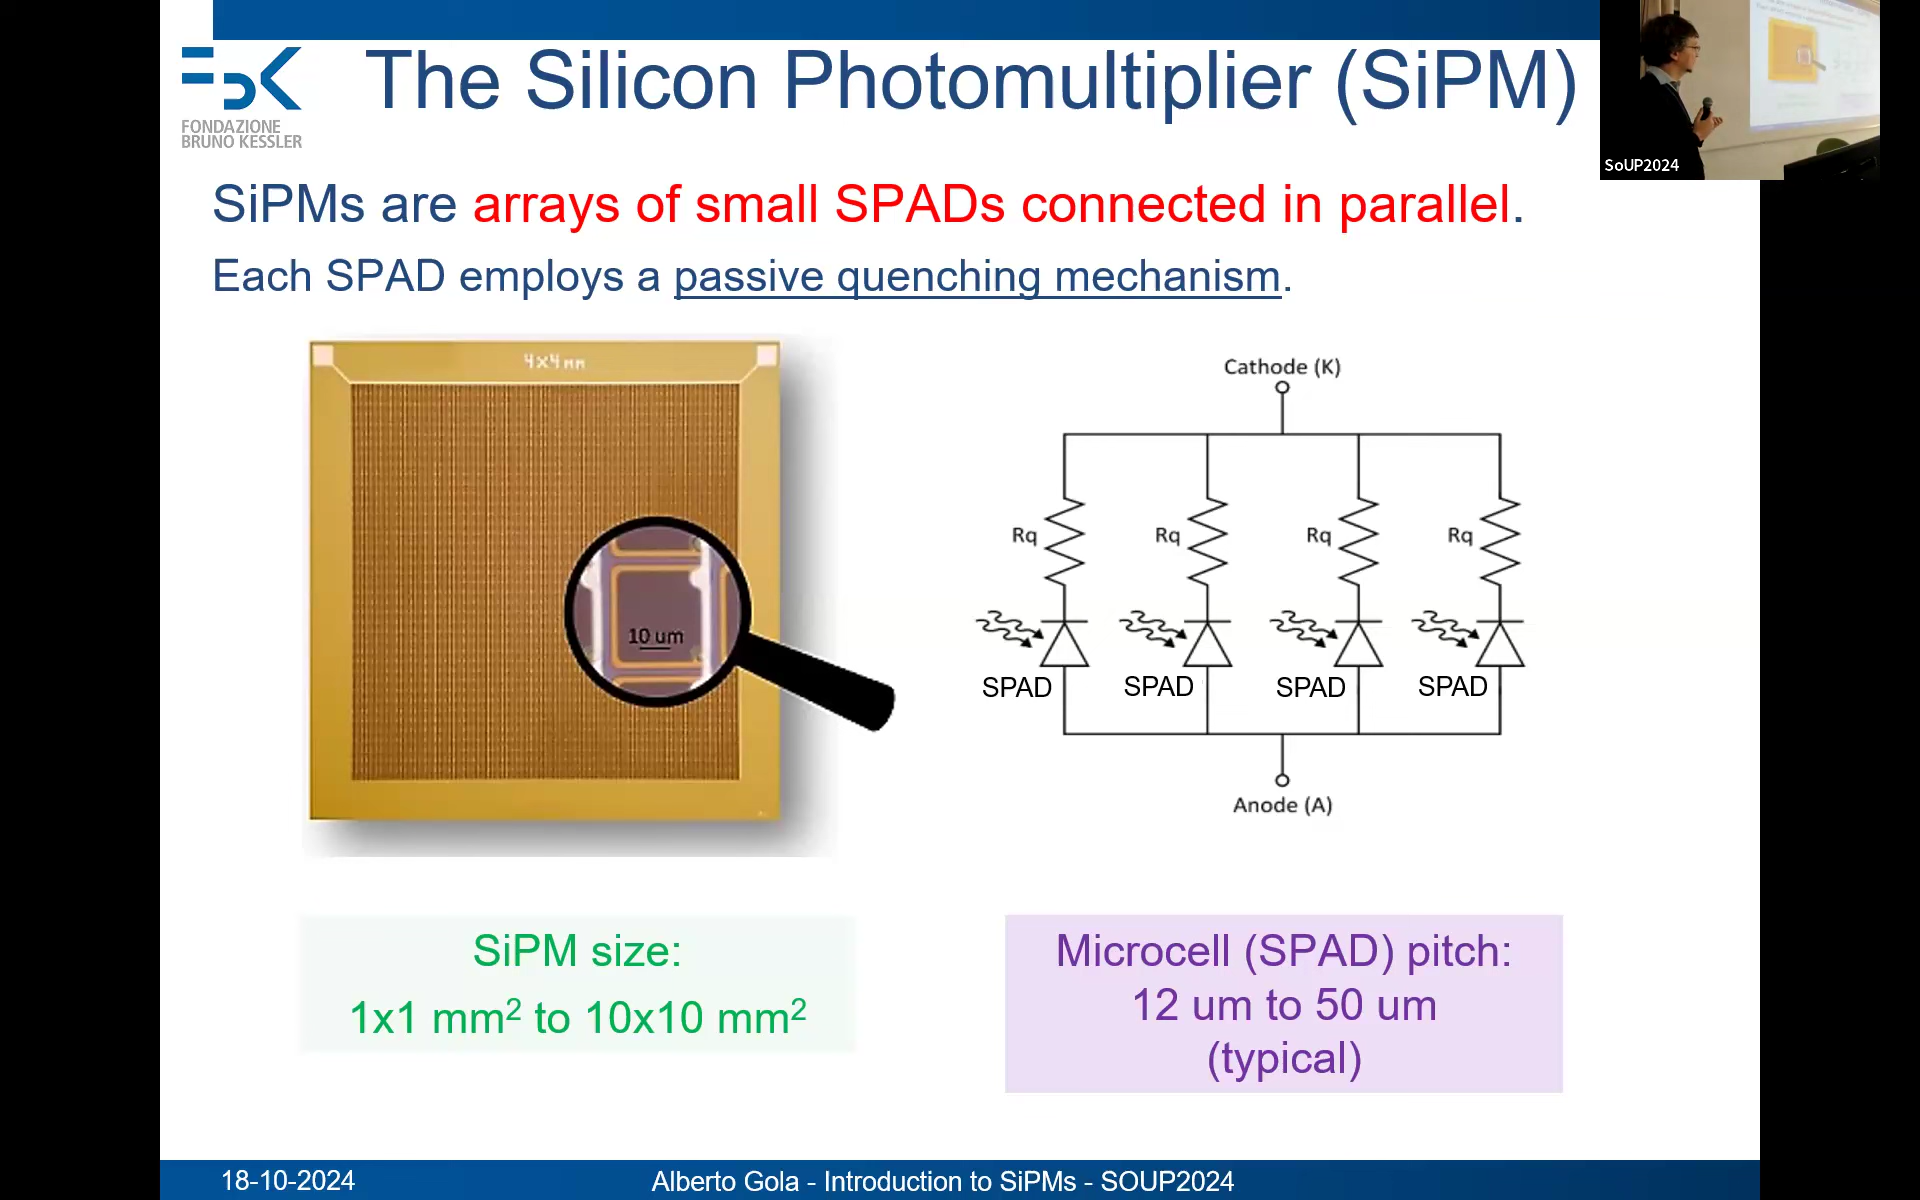 The Silicon Photomultiplier (SiPM)
FONDAZIONE
BRUNO KESSLER
SoUP2024
SiPMs are arrays of small SPADs connected in parallel.
Each SPAD employs a passive quenching mechanism.
4x4mm
10 um
Cathode (K)
Rq Rq Rq Rq
SPAD SPAD SPAD SPAD
Anode (A)
SiPM size:
1x1 mm² to 10x10 mm²
Microcell (SPAD) pitch:
12 um to 50 um
(typical)
18-10-2024
Alberto Gola - Introduction to SiPMs - SOUP2024